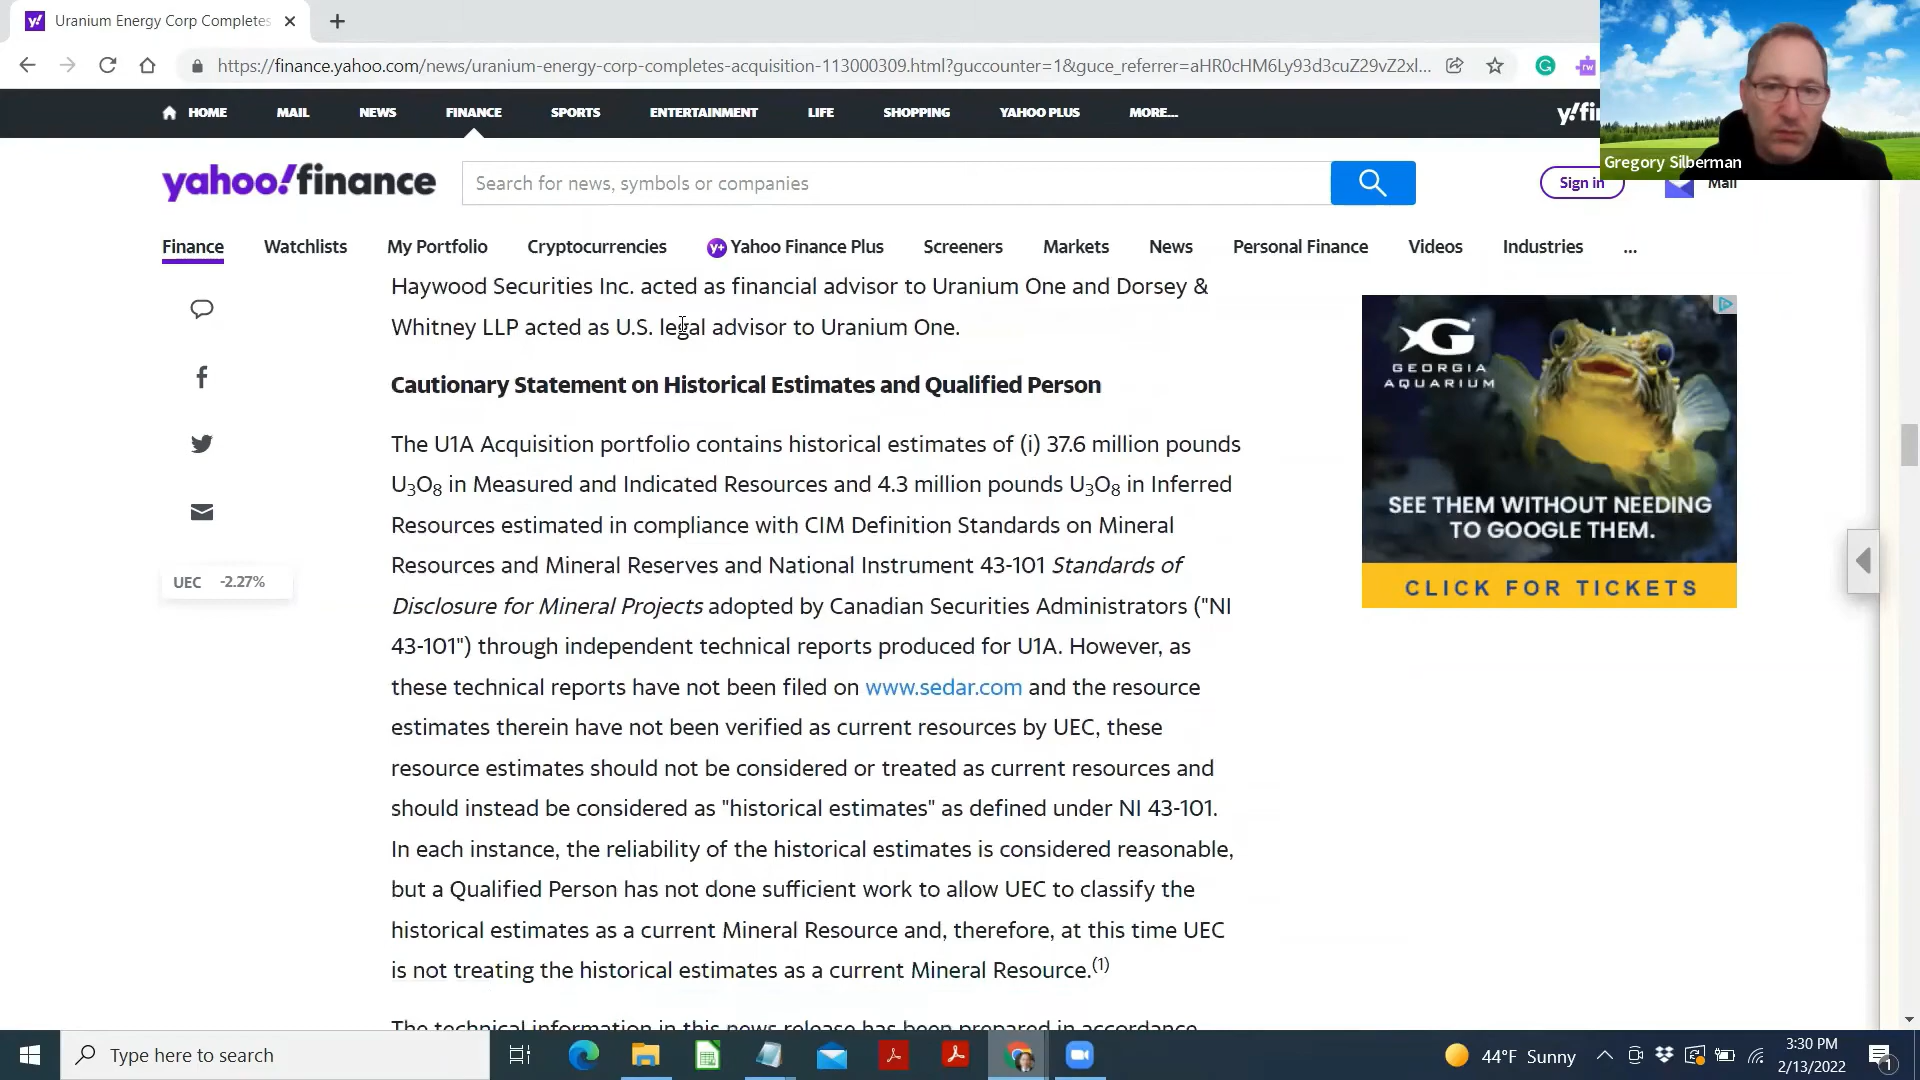 Uranium Energy Corp Completes
https://finance.yahoo.com/news/uranium-energy-corp-completes-acquisition-113000309.html?guccounter=1&guce_referrer=aHR0cHM6Ly93d3cuZ29vZ2xl...
HOME MAIL NEWS FINANCE SPORTS ENTERTAINMENT LIFE SHOPPING YAHOO PLUS MORE... y!fi
Gregory Silberman
yahoo!finance
Search for news, symbols or companies
Sign in
Mail
Finance Watchlists My Portfolio Cryptocurrencies Yahoo Finance Plus Screeners Markets News Personal Finance Videos Industries ...
Haywood Securities Inc. acted as financial advisor to Uranium One and Dorsey &
Whitney LLP acted as U.S. legal advisor to Uranium One.
Cautionary Statement on Historical Estimates and Qualified Person
The U1A Acquisition portfolio contains historical estimates of (i) 37.6 million pounds
U₃O₈ in Measured and Indicated Resources and 4.3 million pounds U₃O₈ in Inferred
Resources estimated in compliance with CIM Definition Standards on Mineral
Resources and Mineral Reserves and National Instrument 43-101 Standards of
Disclosure for Mineral Projects adopted by Canadian Securities Administrators ("NI
43-101") through independent technical reports produced for U1A. However, as
these technical reports have not been filed on www.sedar.com and the resource
estimates therein have not been verified as current resources by UEC, these
resource estimates should not be considered or treated as current resources and
should instead be considered as "historical estimates" as defined under NI 43-101.
In each instance, the reliability of the historical estimates is considered reasonable,
but a Qualified Person has not done sufficient work to allow UEC to classify the
historical estimates as a current Mineral Resource and, therefore, at this time UEC
is not treating the historical estimates as a current Mineral Resource.(1)
The technical information in this news release has been prepared in accordance
UEC -2.27%
GEORGIA
AQUARIUM
SEE THEM WITHOUT NEEDING
TO GOOGLE THEM.
CLICK FOR TICKETS
Type here to search
44°F Sunny
3:30 PM
2/13/2022
1